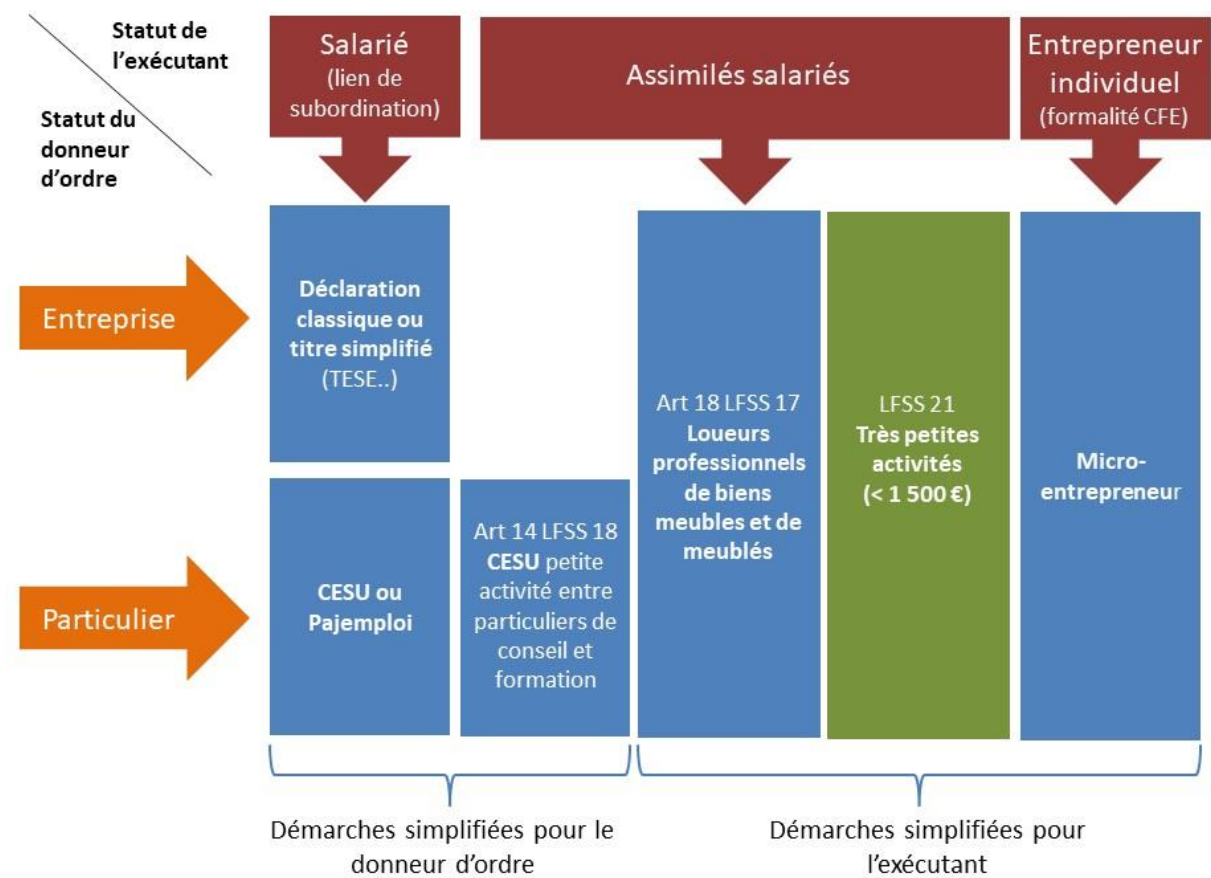 Statut de
l'exécutant
Statut du
donneur
d'ordre
Salarié
(lien de
subordination)
Assimilés salariés
Entrepreneur
individuel
(formalité CFE)
Entreprise
Déclaration
classique ou
titre simplifié
(TESE..)
Art 18 LFSS 17
Loueurs
professionnels
de biens
meubles et de
meublés
LFSS 21
Très petites
activités
(< 1 500 €)
Micro-
entrepreneur
Particulier
CESU ou
Pajemploi
Art 14 LFSS 18
CESU petite
activité entre
particuliers de
conseil et
formation
Démarches simplifiées pour le
donneur d'ordre
Démarches simplifiées pour
l'exécutant